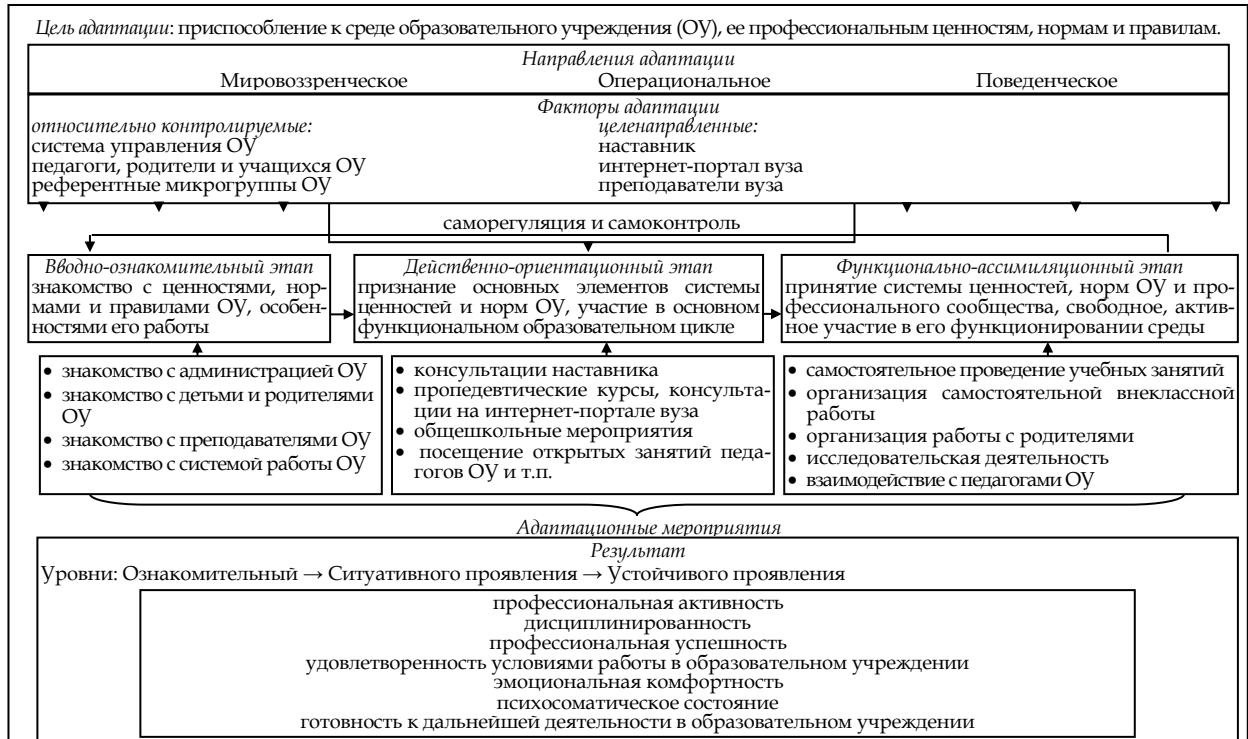 Цель адаптации: приспособление к среде образовательного учреждения (ОУ), ее профессиональным ценностям, нормам и правилам.
Направления адаптации
Мировоззренческое Операциональное Поведенческое
Факторы адаптации
относительно контролируемые:
система управления ОУ
педагоги, родители и учащихся ОУ
референтные микрогруппы ОУ
целенаправленные:
наставник
интернет-портал вуза
преподаватели вуза
саморегуляция и самоконтроль
Вводно-ознакомительный этап
знакомство с ценностями, нор-
мами и правилами ОУ, особен-
ностями его работы
Действенно-ориентационный этап
признание основных элементов системы
ценностей и норм ОУ, участие в основном
функциональном образовательном цикле
Функционально-ассимиляционный этап
принятие системы ценностей, норм ОУ и про-
фессионального сообщества, свободное, актив-
ное участие в его функционировании среды
• знакомство с администрацией ОУ
• знакомство с детьми и родителями
ОУ
• знакомство с преподавателями ОУ
• знакомство с системой работы ОУ
• консультации наставника
• пропедевтические курсы, консульта-
ции на интернет-портале вуза
• общешкольные мероприятия
• посещение открытых занятий педа-
гогов ОУ и т.п.
• самостоятельное проведение учебных занятий
• организация самостоятельной внеклассной
работы
• организация работы с родителями
• исследовательская деятельность
• взаимодействие с педагогами ОУ
Адаптационные мероприятия
Результат
Уровни: Ознакомительный → Ситуативного проявления → Устойчивого проявления
профессиональная активность
дисциплинированность
профессиональная успешность
удовлетворенность условиями работы в образовательном учреждении
эмоциональная комфортность
психосоматическое состояние
готовность к дальнейшей деятельности в образовательном учреждении